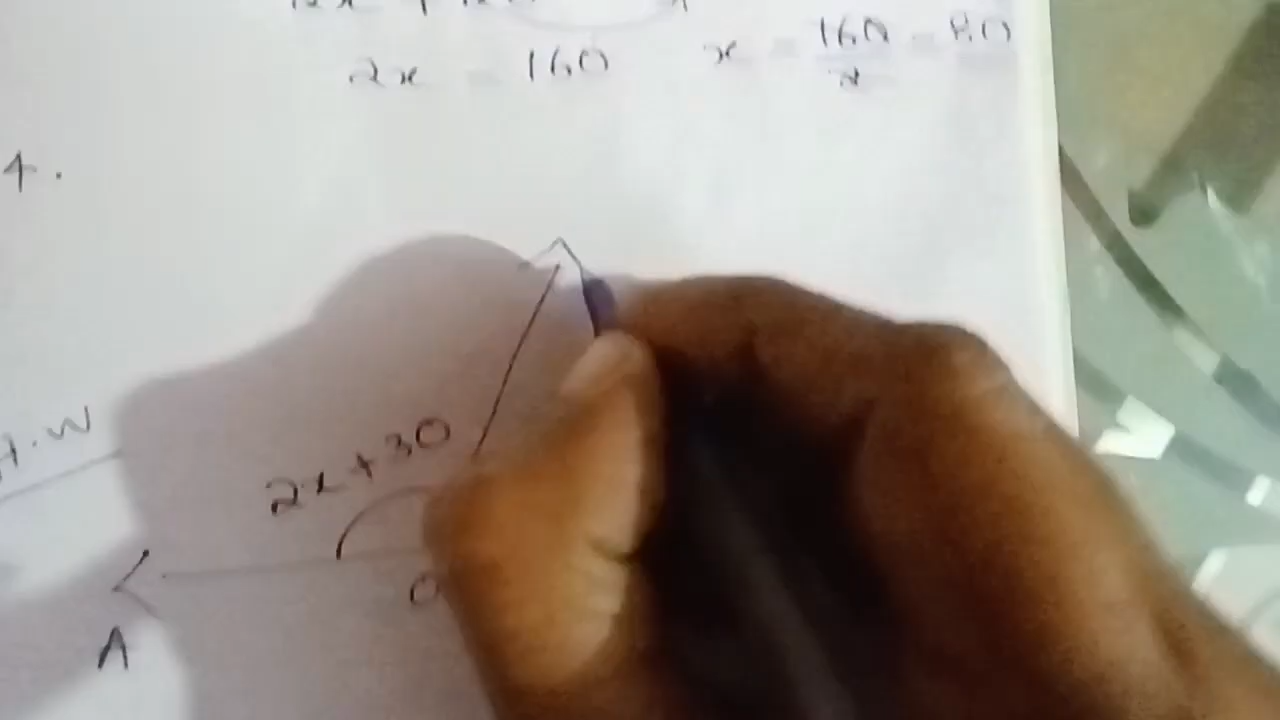 2x = 160 x = 160/2 = 80
4.
H.W
2x+30
O
A